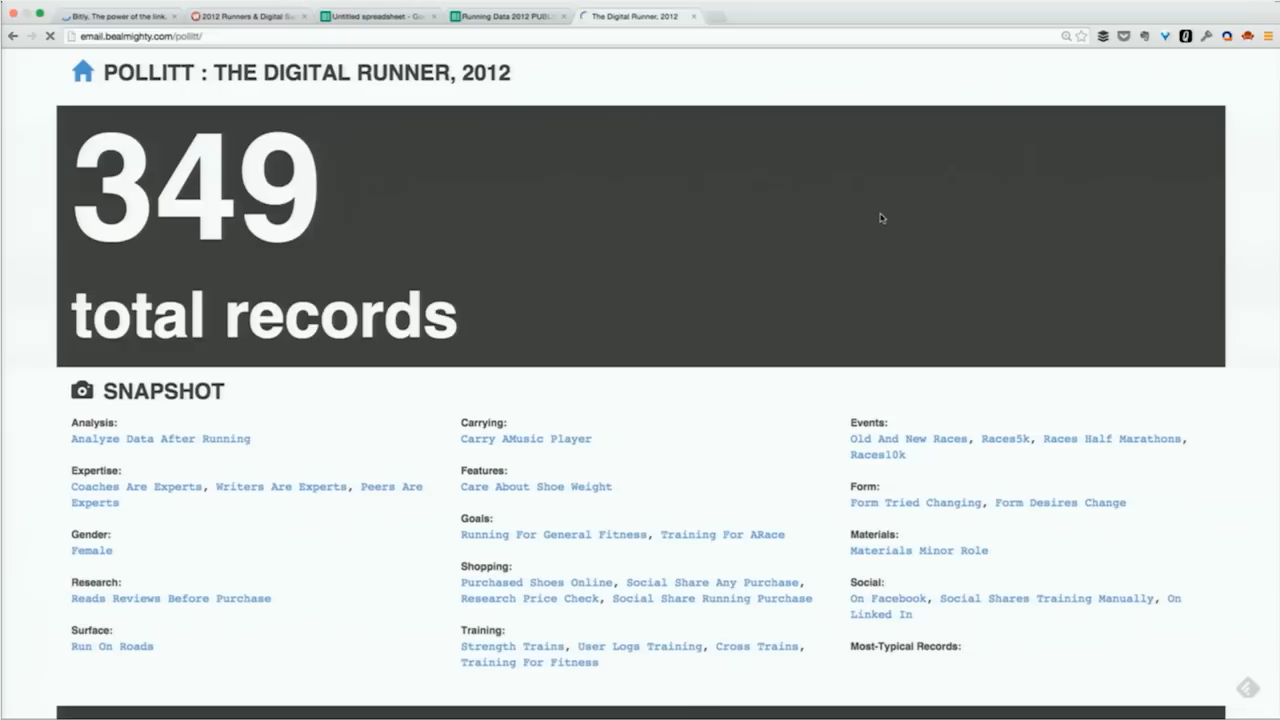 Bitly. The power of the link.
2012 Runners & Digital
Untitled spreadsheet - Go
Running Data 2012 PUB
The Digital Runner, 2012
email.bealmighty.com/pollitt/
POLLITT : THE DIGITAL RUNNER, 2012
349
total records
SNAPSHOT
Analysis:
Analyze Data After Running
Expertise:
Coaches Are Experts, Writers Are Experts, Peers Are
Experts
Gender:
Female
Research:
Reads Reviews Before Purchase
Surface:
Run On Roads
Carrying:
Carry AMusic Player
Features:
Care About Shoe Weight
Goals:
Running For General Fitness, Training For ARace
Shopping:
Purchased Shoes Online, Social Share Any Purchase,
Research Price Check, Social Share Running Purchase
Training:
Strength Trains, User Logs Training, Cross Trains,
Training For Fitness
Events:
Old And New Races, Races5k, Races Half Marathons,
Races10k
Form:
Form Tried Changing, Form Desires Change
Materials:
Materials Minor Role
Social:
On Facebook, Social Shares Training Manually, On
Linked In
Most-Typical Records: